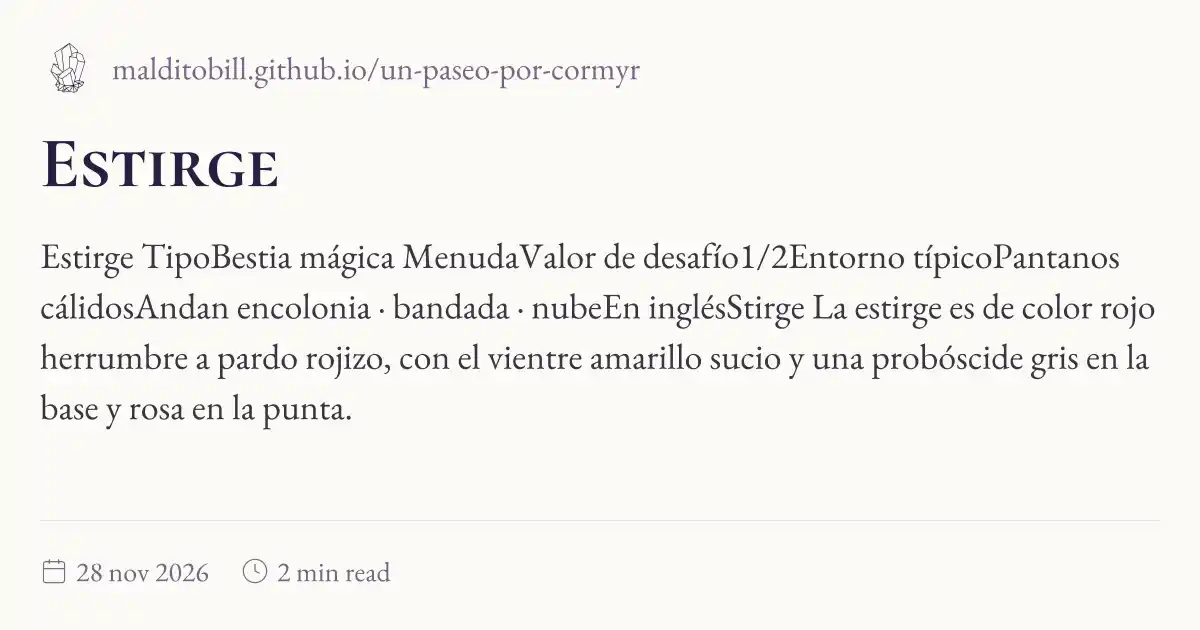 malditobill.github.io/un-paseo-por-cormyr
Estirge
Estirge TipoBestia mágica MenudaValor de desafío1/2Entorno típicoPantanos
cálidosAndan encolonia · bandada · nubeEn inglésStirge La estirge es de color rojo
herrumbre a pardo rojizo, con el vientre amarillo sucio y una probóscide gris en la
base y rosa en la punta.
28 nov 2026 2 min read